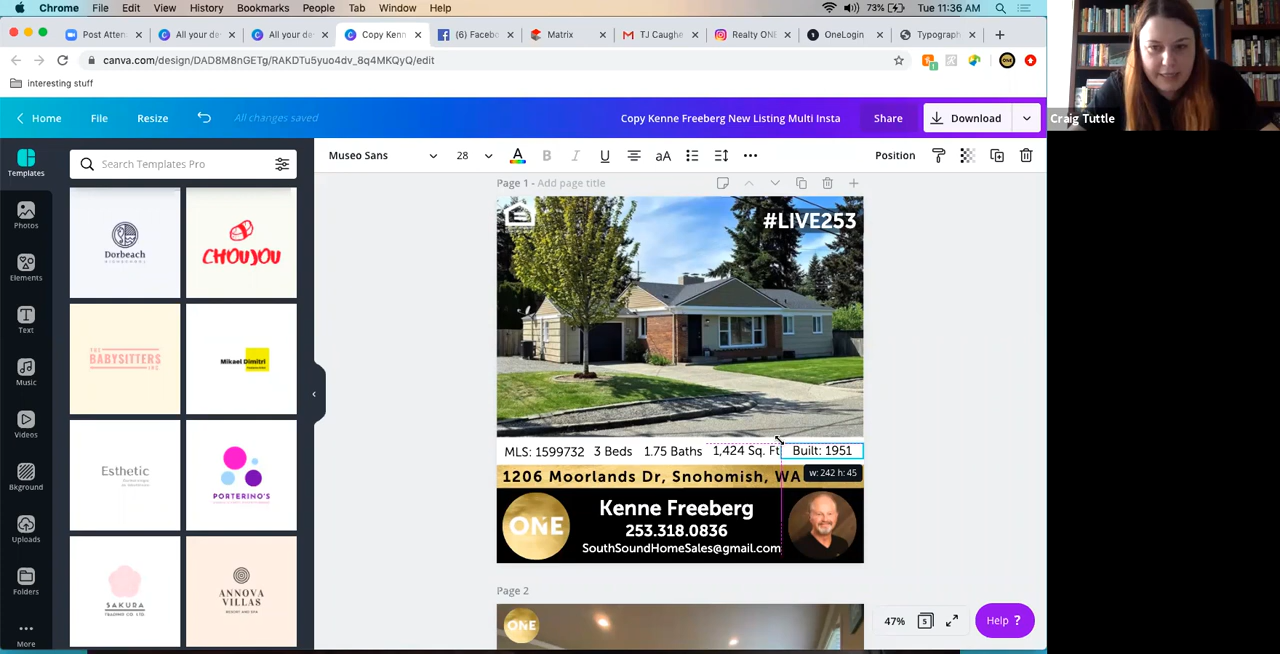 Chrome File Edit View History Bookmarks People Tab Window Help 73% Tue 11:36 AM
Post Atten All your de All your de Copy Kenn (6) Facebo Matrix TJ Caughe Realty ONE OneLogin Typograph
canva.com/design/DAD8M8nGETg/RAKDTu5yuo4dv_8q4MKQyQ/edit
interesting stuff
Home File Resize All changes saved Copy Kenne Freeberg New Listing Multi Insta Share Download
Craig Tuttle
Templates
Search Templates Pro
Museo Sans 28 A B I U aA Position
Page 1 - Add page title
Photos
Elements
Text
Music
Videos
Bkground
Uploads
Folders
More
Dorbeach
CHOUJOU
THE
BABYSITTERS
Mikael Dimitri
Esthetic
PORTERINO'S
SAKURA
ANNOVA
VILLAS
#LIVE253
MLS: 1599732 3 Beds 1.75 Baths 1,424 Sq. Ft Built: 1951
w: 242 h: 45
1206 Moorlands Dr, Snohomish, WA
ONE
Kenne Freeberg
253.318.0836
SouthSoundHomeSales@gmail.com
Page 2
ONE
47% 5 Help ?